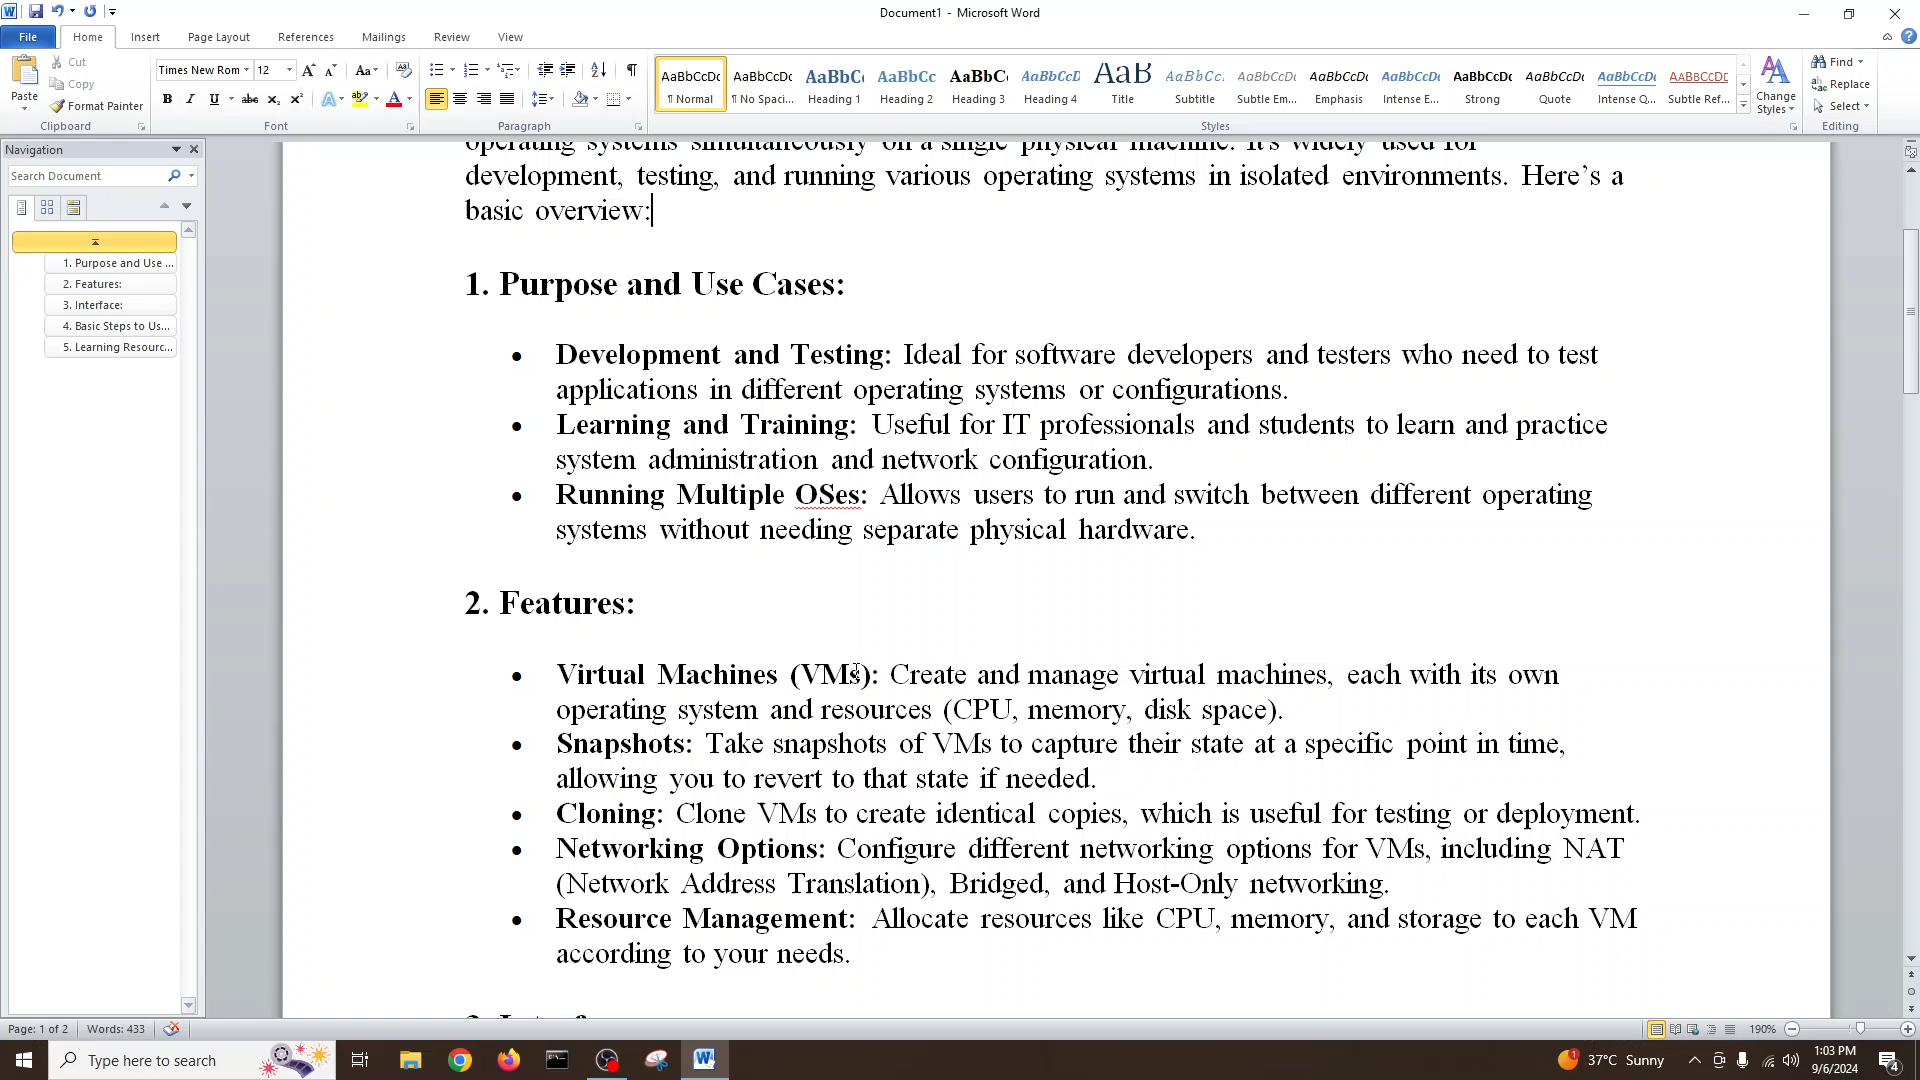 Document1 - Microsoft Word
File Home Insert Page Layout References Mailings Review View
Paste
Cut
Copy
Format Painter
Clipboard
Times New Rom 12
Font
Paragraph
AaBbCcDc AaBbCcDc AaBbCc AaBbCc AaBbC AaBbCcD AaB AaBbCc. AaBbCcDc AaBbCcDc AaBbCcDc AaBbCcDc AaBbCcDc AaBbCcDc AABBCCDC
¶ Normal ¶ No Spaci... Heading 1 Heading 2 Heading 3 Heading 4 Title Subtitle Subtle Em... Emphasis Intense E... Strong Quote Intense Q... Subtle Ref...
Styles
Change
Styles
Find
Replace
Select
Editing
Navigation
Search Document
1. Purpose and Use ...
2. Features:
3. Interface:
4. Basic Steps to Us...
5. Learning Resourc...
operating systems simultaneously on a single physical machine. It's widely used for
development, testing, and running various operating systems in isolated environments. Here's a
basic overview:
1. Purpose and Use Cases:
• Development and Testing: Ideal for software developers and testers who need to test
applications in different operating systems or configurations.
• Learning and Training: Useful for IT professionals and students to learn and practice
system administration and network configuration.
• Running Multiple OSes: Allows users to run and switch between different operating
systems without needing separate physical hardware.
2. Features:
• Virtual Machines (VMs): Create and manage virtual machines, each with its own
operating system and resources (CPU, memory, disk space).
• Snapshots: Take snapshots of VMs to capture their state at a specific point in time,
allowing you to revert to that state if needed.
• Cloning: Clone VMs to create identical copies, which is useful for testing or deployment.
• Networking Options: Configure different networking options for VMs, including NAT
(Network Address Translation), Bridged, and Host-Only networking.
• Resource Management: Allocate resources like CPU, memory, and storage to each VM
according to your needs.
Page: 1 of 2 Words: 433
190%
Type here to search
37°C Sunny
1:03 PM
9/6/2024